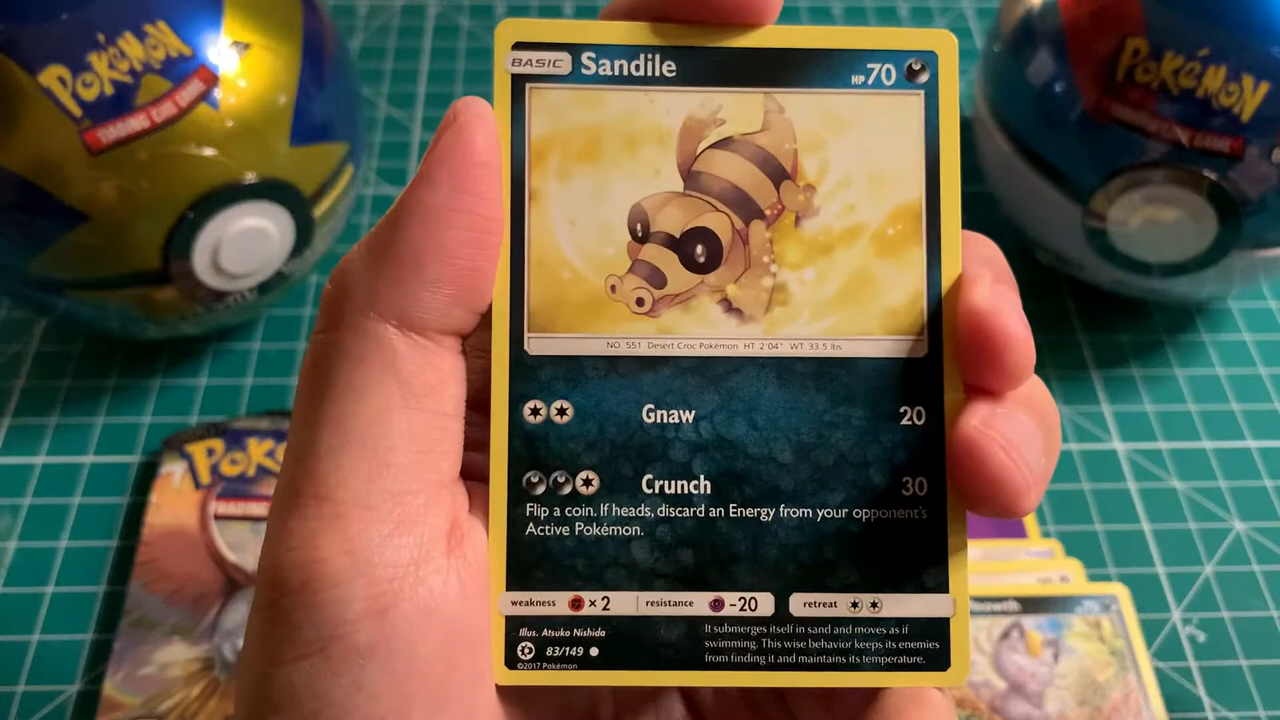 POKéMON
TRADING CARD GAME
POKéMON
TRADING CARD GAME
BASIC Sandile HP 70
NO. 551 Desert Croc Pokémon HT 2'04" WT 33.5 lbs
Gnaw 20
Crunch 30
Flip a coin. If heads, discard an Energy from your opponent's
Active Pokémon.
weakness ×2 resistance -20 retreat
Illus. Atsuko Nishida
83/149
©2017 Pokémon
It submerges itself in sand and moves as if
swimming. This wise behavior keeps its enemies
from finding it and maintains its temperature.